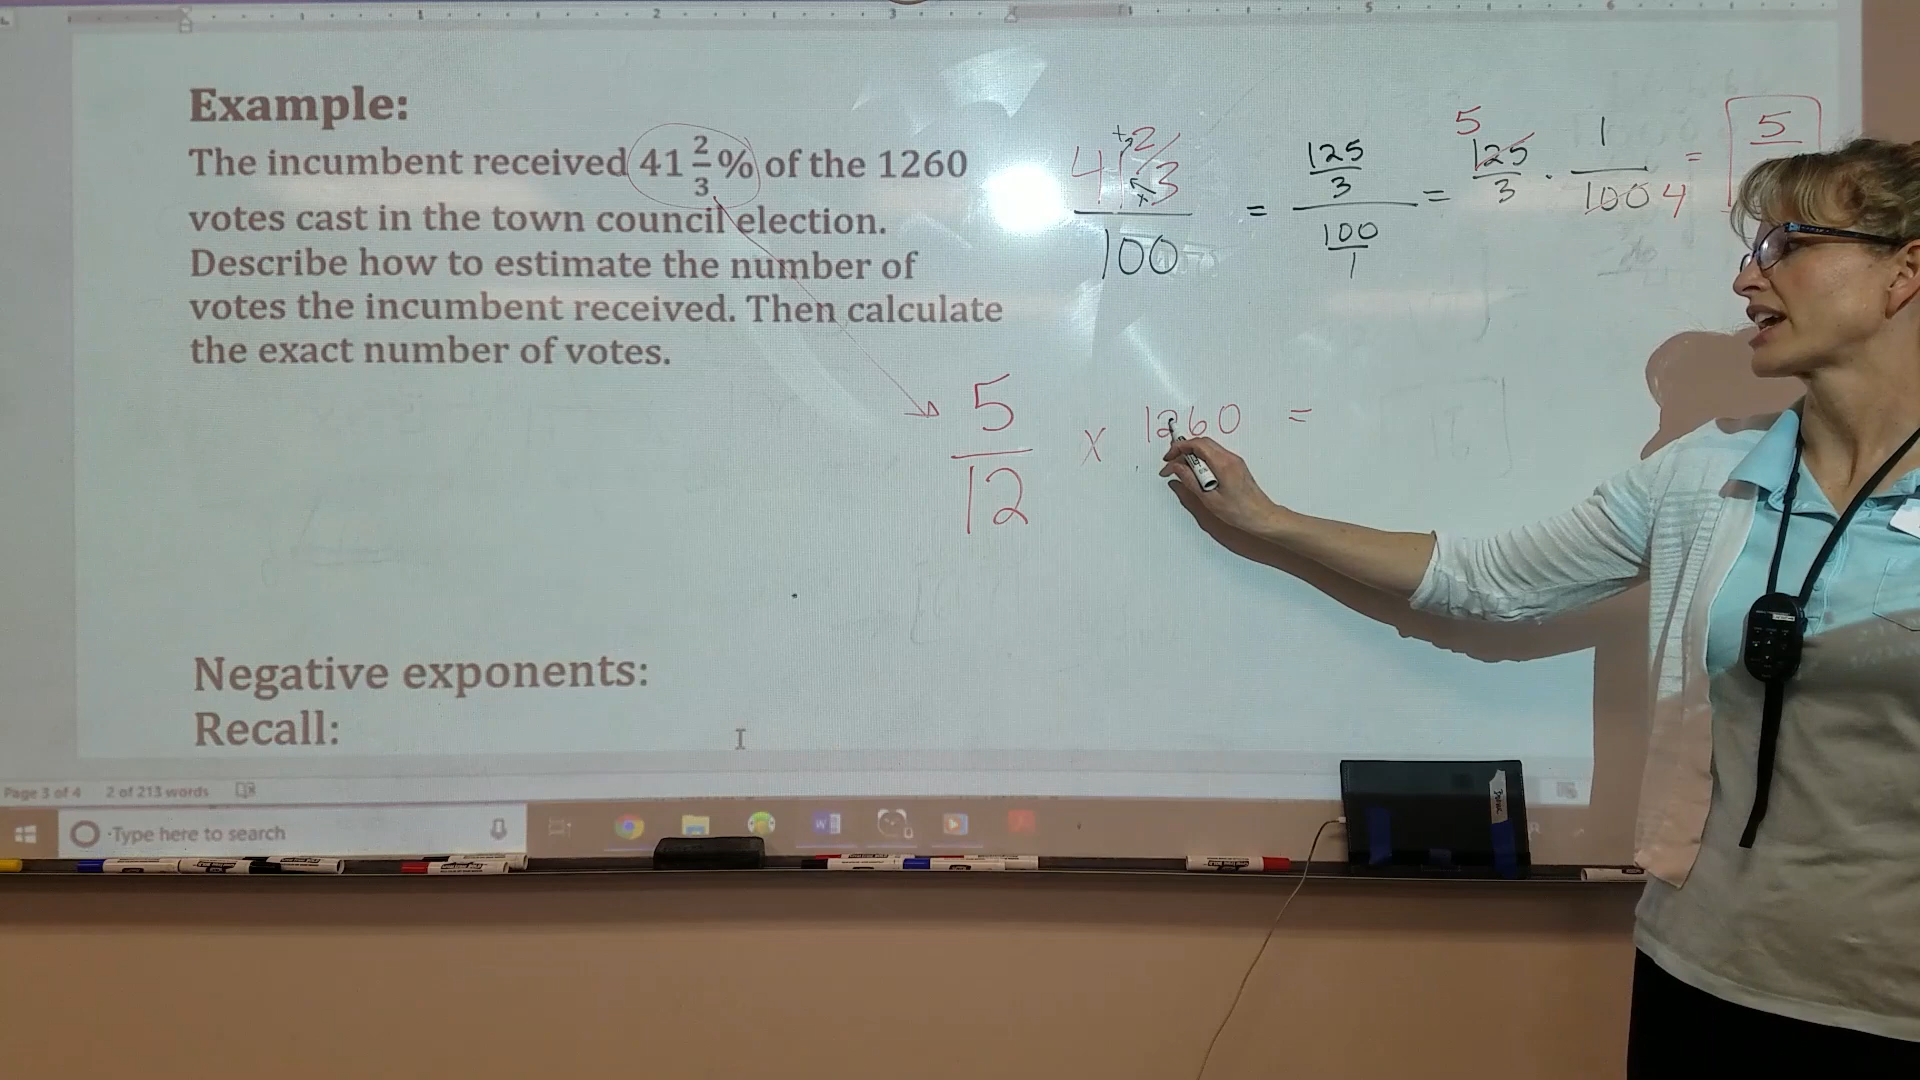 Example:
The incumbent received 41 2/3 % of the 1260
votes cast in the town council election.
Describe how to estimate the number of
votes the incumbent received. Then calculate
the exact number of votes.
41 2/3 / 100 = 125/3 / 100/1 = 5 125/3 · 1/100 4 = 5
5/12 x 1260 =
Negative exponents:
Recall:
Page 3 of 4 2 of 213 words
Type here to search